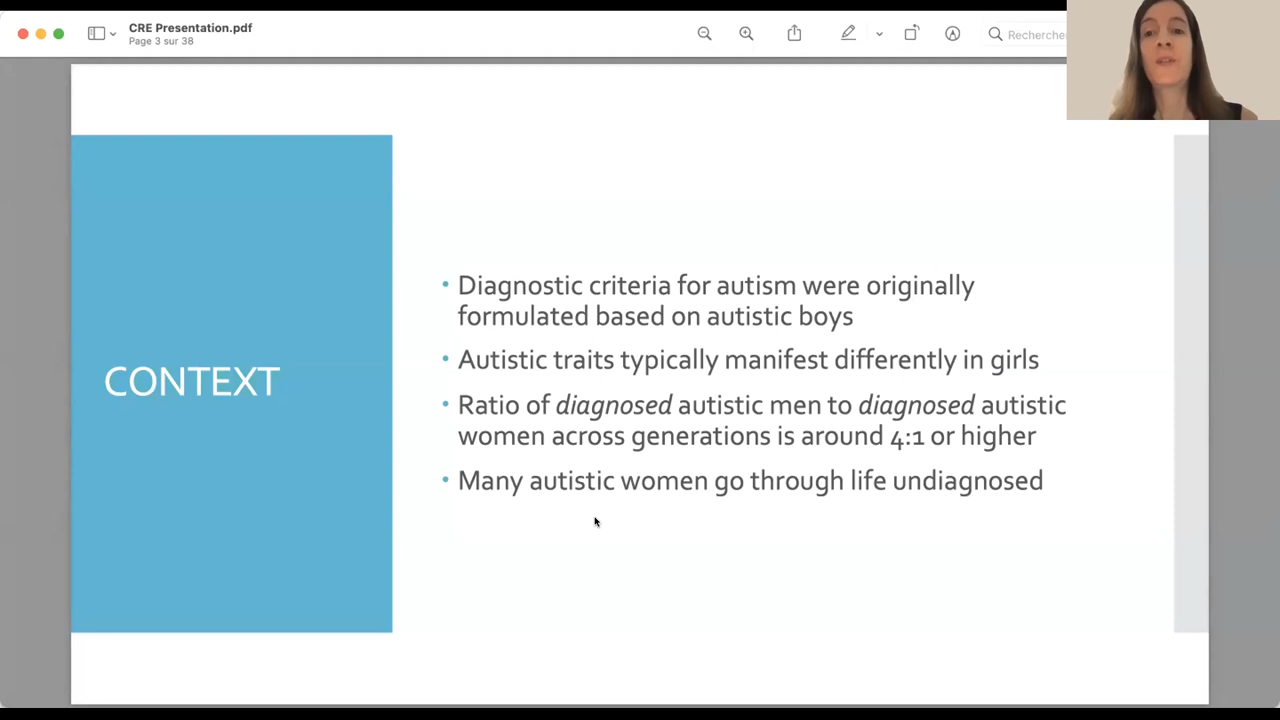 CRE Presentation.pdf
Page 3 sur 38
Recherche
CONTEXT
• Diagnostic criteria for autism were originally
formulated based on autistic boys
• Autistic traits typically manifest differently in girls
• Ratio of diagnosed autistic men to diagnosed autistic
women across generations is around 4:1 or higher
• Many autistic women go through life undiagnosed